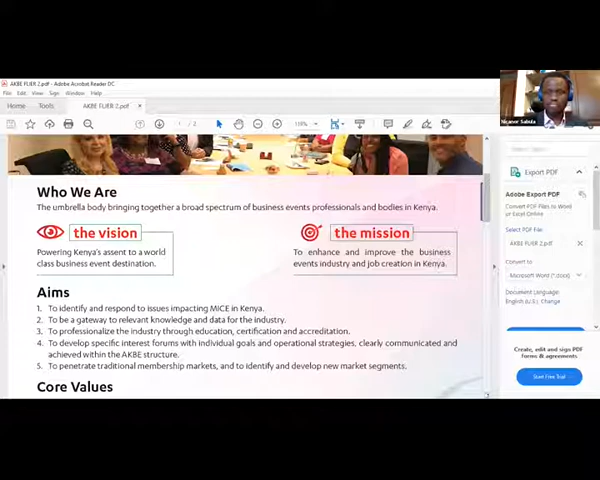 AKBE FLIER 2.pdf - Adobe Acrobat Reader DC
File Edit View Sign Window Help
Home Tools AKBE FLIER 2.pdf ×
1 / 2
Nicanor Sabula
Who We Are
The umbrella body bringing together a broad spectrum of business events professionals and bodies in Kenya.
the vision
Powering Kenya's assent to a world
class business event destination.
the mission
To enhance and improve the business
events industry and job creation in Kenya.
Aims
1. To identify and respond to issues impacting MICE in Kenya.
2. To be a gateway to relevant knowledge and data for the industry.
3. To professionalize the industry through education, certification and accreditation.
4. To develop specific interest forums with individual goals and operational strategies, clearly communicated and
achieved within the AKBE structure.
5. To penetrate traditional membership markets, and to identify and develop new market segments.
Core Values
Export PDF
Adobe Export PDF
Convert PDF Files to Word
or Excel Online
Select PDF File
AKBE FLIER 2.pdf ×
Convert to
Microsoft Word (*.docx)
Document Language:
English (U.S.) Change
Create, edit and sign PDF
forms & agreements
Start Free Trial